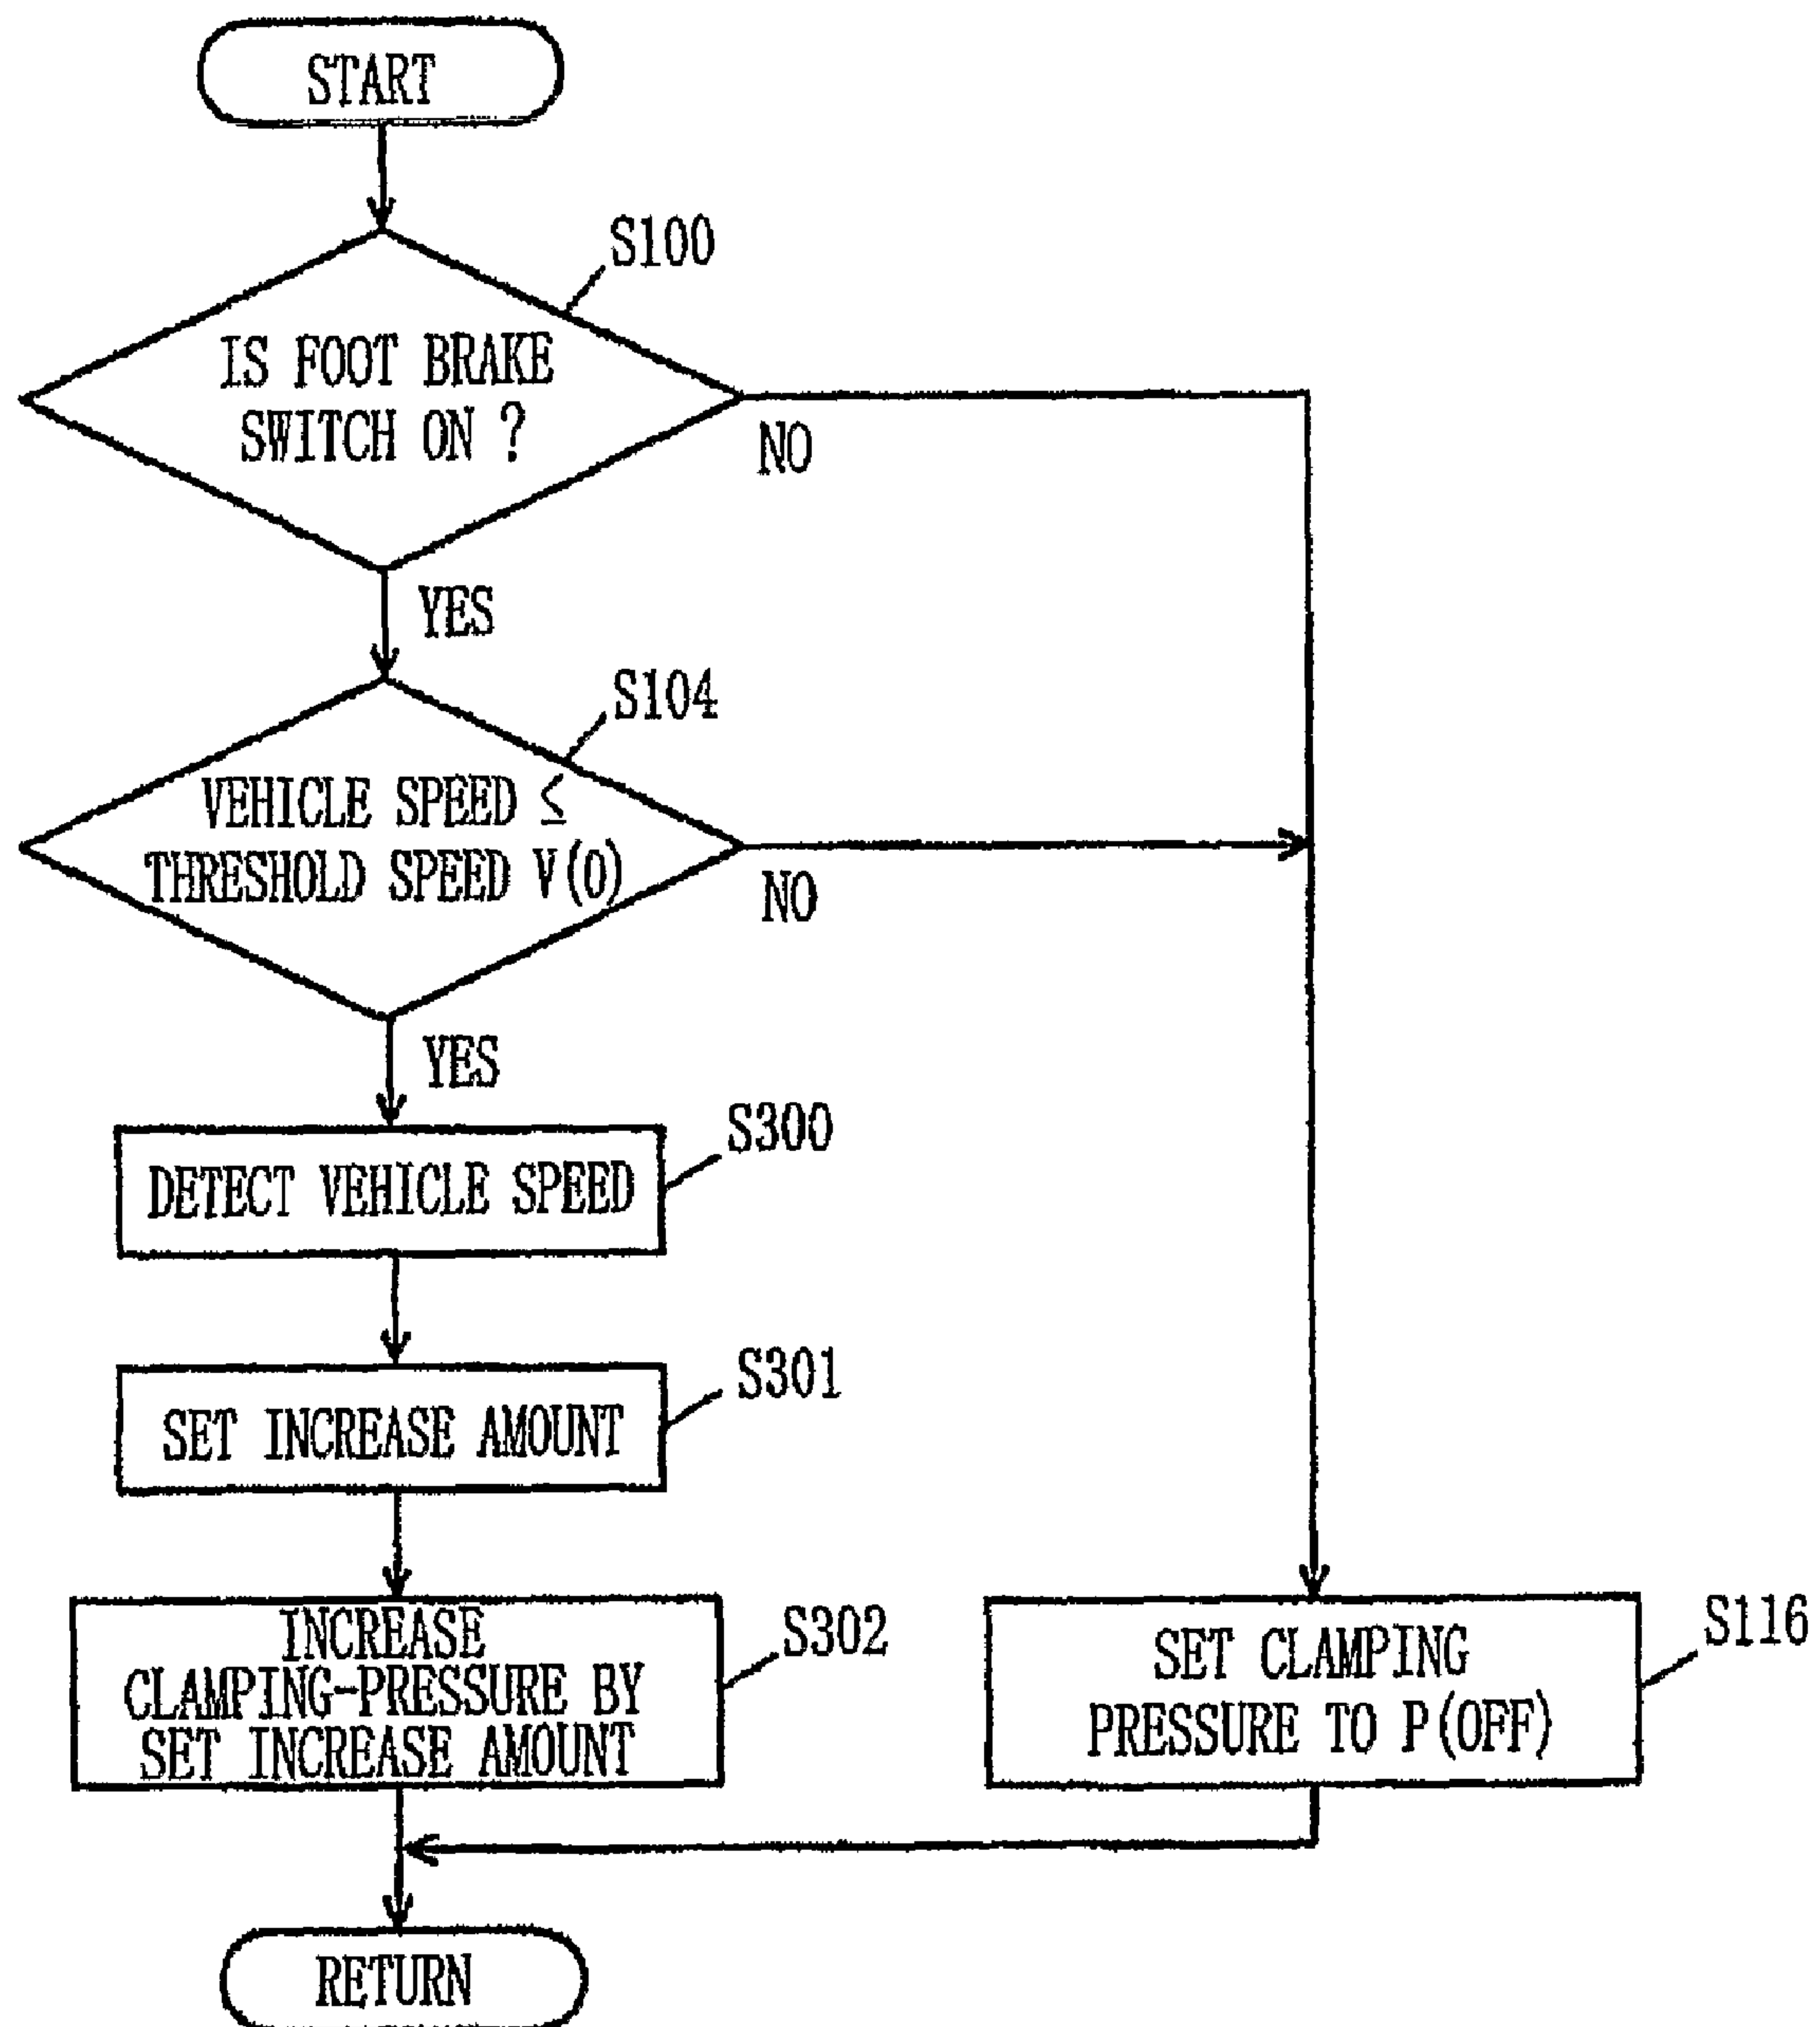 START
S100
IS FOOT BRAKE
SWITCH ON ?
NO
YES
S104
VEHICLE SPEED ≤
THRESHOLD SPEED V(0)
NO
YES
S300
DETECT VEHICLE SPEED
S301
SET INCREASE AMOUNT
S302
INCREASE
CLAMPING-PRESSURE BY
SET INCREASE AMOUNT
S116
SET CLAMPING
PRESSURE TO P(OFF)
RETURN